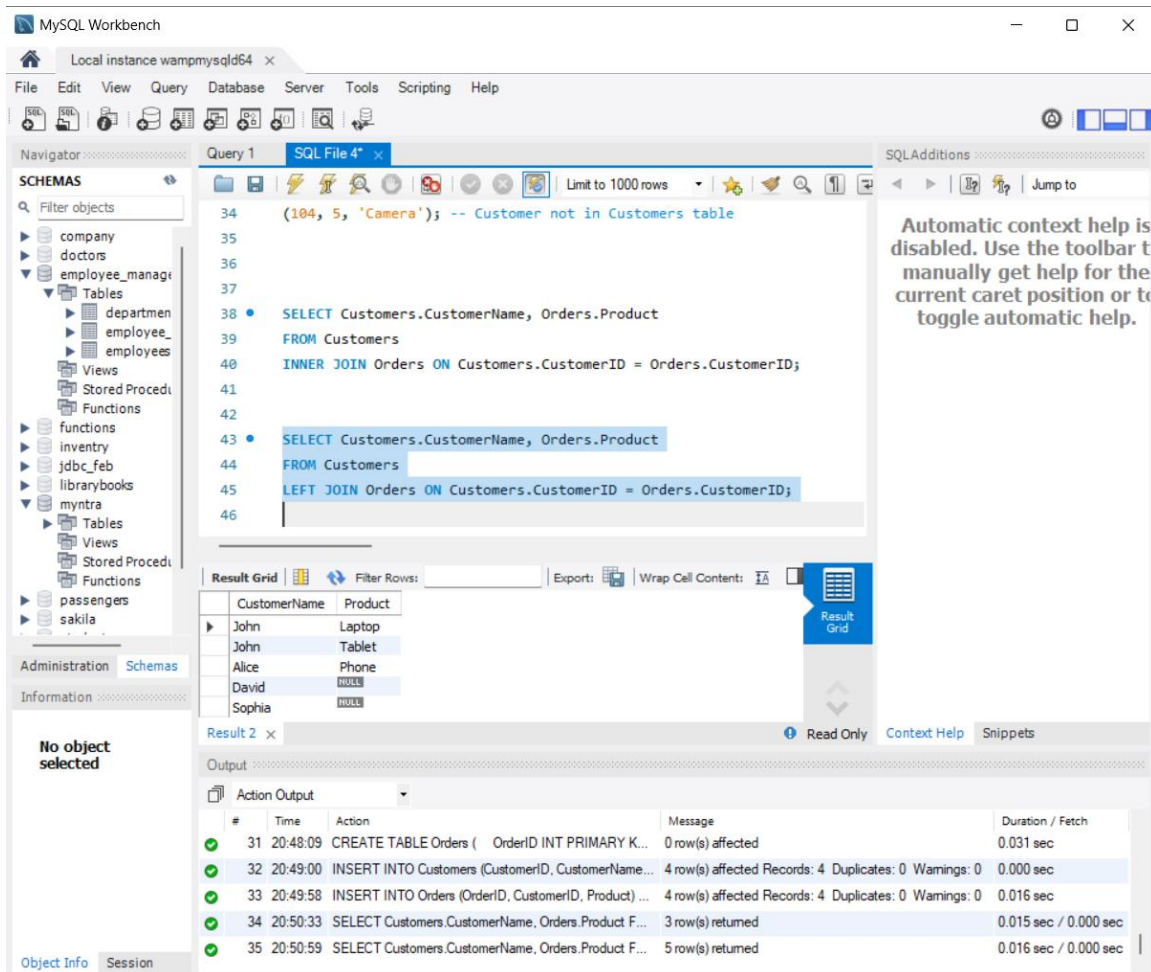 MySQL Workbench
Local instance wampmysqld64
File Edit View Query Database Server Tools Scripting Help
Navigator
SCHEMAS
Filter objects
company
doctors
employee_manage
Tables
departmen
employee_
employees
Views
Stored Procedu
Functions
functions
inventry
jdbc_feb
librarybooks
myntra
Tables
Views
Stored Procedu
Functions
passengers
sakila
Administration Schemas
Information
No object
selected
Object Info Session
Query 1 SQL File 4*
Limit to 1000 rows
34 (104, 5, 'Camera'); -- Customer not in Customers table
35
36
37
38 SELECT Customers.CustomerName, Orders.Product
39 FROM Customers
40 INNER JOIN Orders ON Customers.CustomerID = Orders.CustomerID;
41
42
43 SELECT Customers.CustomerName, Orders.Product
44 FROM Customers
45 LEFT JOIN Orders ON Customers.CustomerID = Orders.CustomerID;
46
Result Grid Filter Rows: Export: Wrap Cell Content:
CustomerName Product
John Laptop
John Tablet
Alice Phone
David NULL
Sophia NULL
Result
Grid
Result 2 Read Only
SQLAdditions
Jump to
Automatic context help is
disabled. Use the toolbar t
manually get help for the
current caret position or to
toggle automatic help.
Context Help Snippets
Output
Action Output
# Time Action Message Duration / Fetch
31 20:48:09 CREATE TABLE Orders ( OrderID INT PRIMARY K... 0 row(s) affected 0.031 sec
32 20:49:00 INSERT INTO Customers (CustomerID, CustomerName... 4 row(s) affected Records: 4 Duplicates: 0 Warnings: 0 0.000 sec
33 20:49:58 INSERT INTO Orders (OrderID, CustomerID, Product) ... 4 row(s) affected Records: 4 Duplicates: 0 Warnings: 0 0.016 sec
34 20:50:33 SELECT Customers.CustomerName, Orders.Product F... 3 row(s) returned 0.015 sec / 0.000 sec
35 20:50:59 SELECT Customers.CustomerName, Orders.Product F... 5 row(s) returned 0.016 sec / 0.000 sec